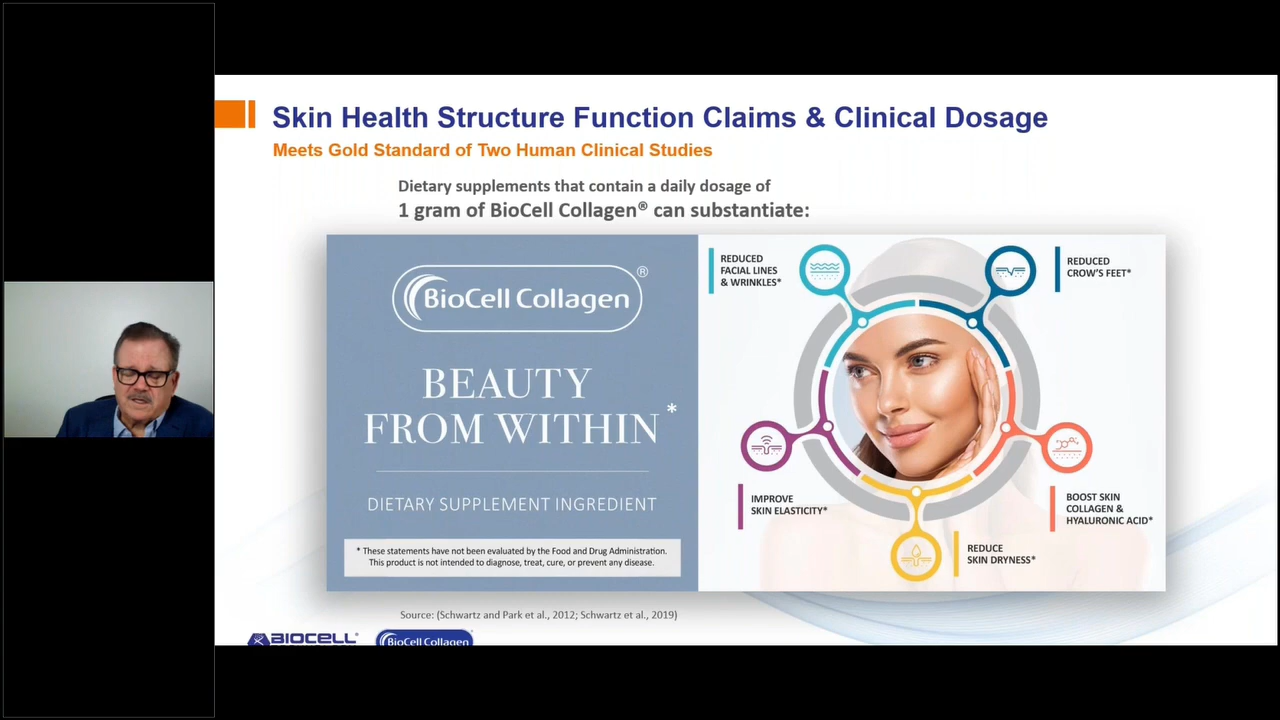 Skin Health Structure Function Claims & Clinical Dosage
Meets Gold Standard of Two Human Clinical Studies
Dietary supplements that contain a daily dosage of
1 gram of BioCell Collagen® can substantiate:
BioCell Collagen ®
BEAUTY
FROM WITHIN*
DIETARY SUPPLEMENT INGREDIENT
* These statements have not been evaluated by the Food and Drug Administration.
This product is not intended to diagnose, treat, cure, or prevent any disease.
REDUCED
FACIAL LINES
& WRINKLES*
REDUCED
CROW'S FEET*
IMPROVE
SKIN ELASTICITY*
BOOST SKIN
COLLAGEN &
HYALURONIC ACID*
REDUCE
SKIN DRYNESS*
Source: (Schwartz and Park et al., 2012; Schwartz et al., 2019)
BIOCELL®
BioCell Collagen